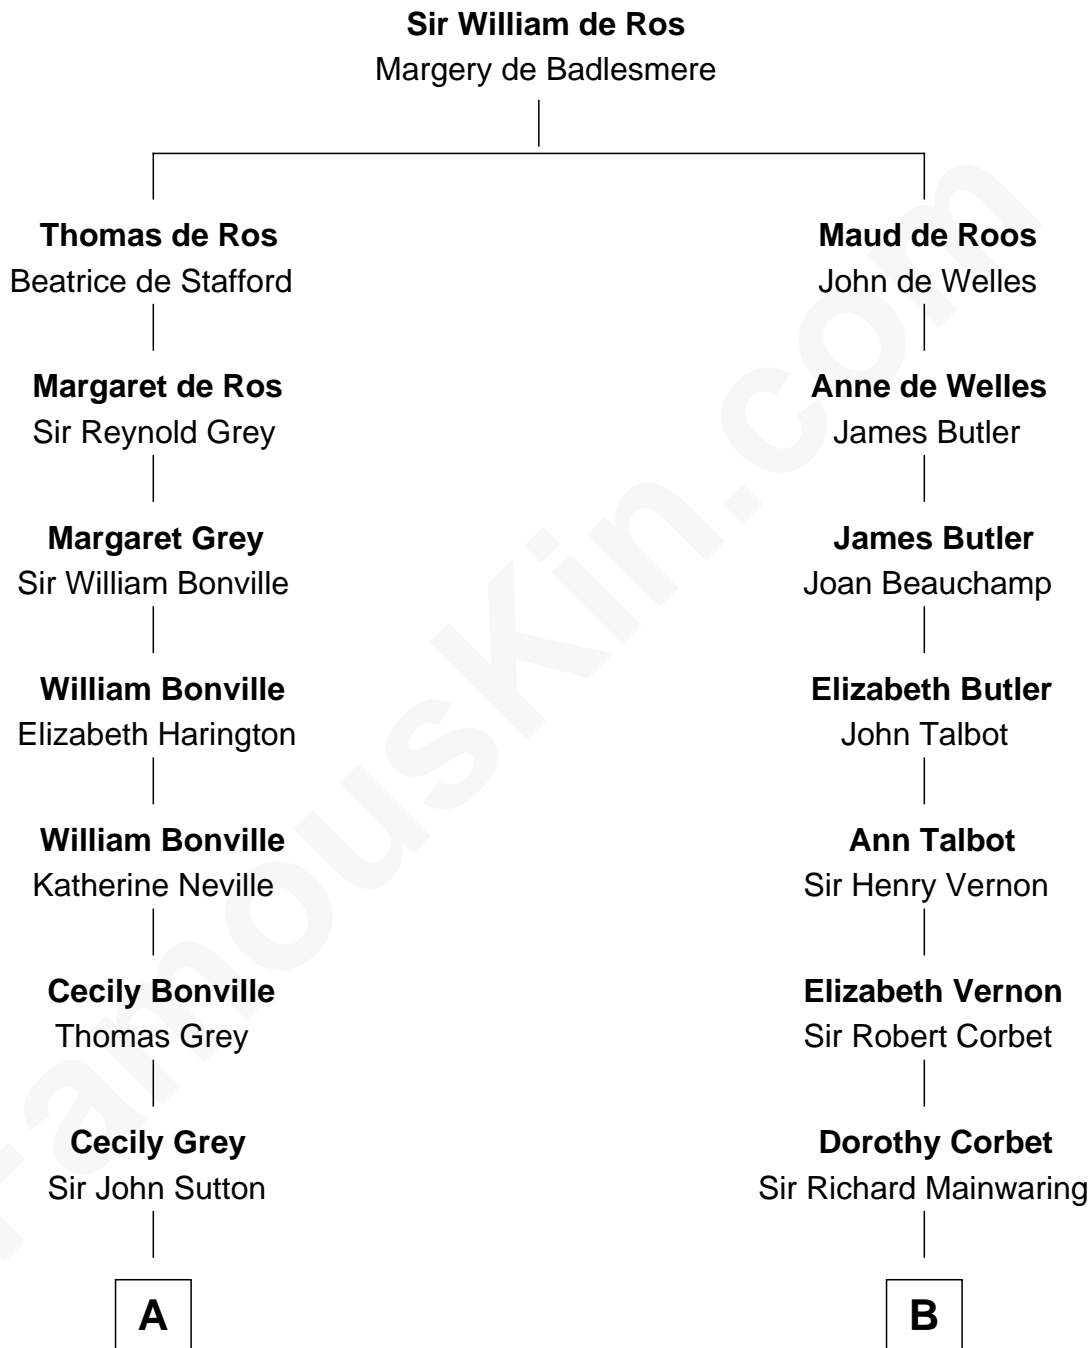 Sir William de Ros
Margery de Badlesmere
Thomas de Ros
Beatrice de Stafford
Maud de Roos
John de Welles
Margaret de Ros
Sir Reynold Grey
Anne de Welles
James Butler
Margaret Grey
Sir William Bonville
James Butler
Joan Beauchamp
William Bonville
Elizabeth Harington
Elizabeth Butler
John Talbot
William Bonville
Katherine Neville
Ann Talbot
Sir Henry Vernon
Cecily Bonville
Thomas Grey
Elizabeth Vernon
Sir Robert Corbet
Cecily Grey
Sir John Sutton
Dorothy Corbet
Sir Richard Mainwaring
A
B
FamousKin.com